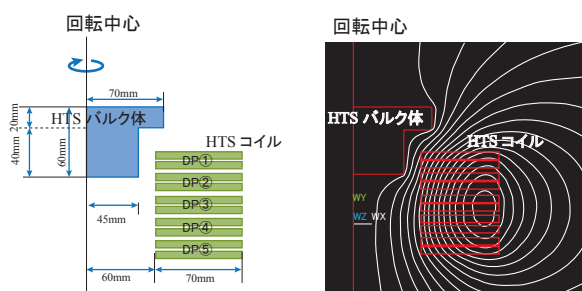 回転中心
70mm
20mm
HTS バルク体
40mm
60mm
HTS コイル
DP①
DP②
DP③
DP④
DP⑤
45mm
60mm
70mm
回転中心
HTS バルク体
HTS コイル
WY
WZ WX